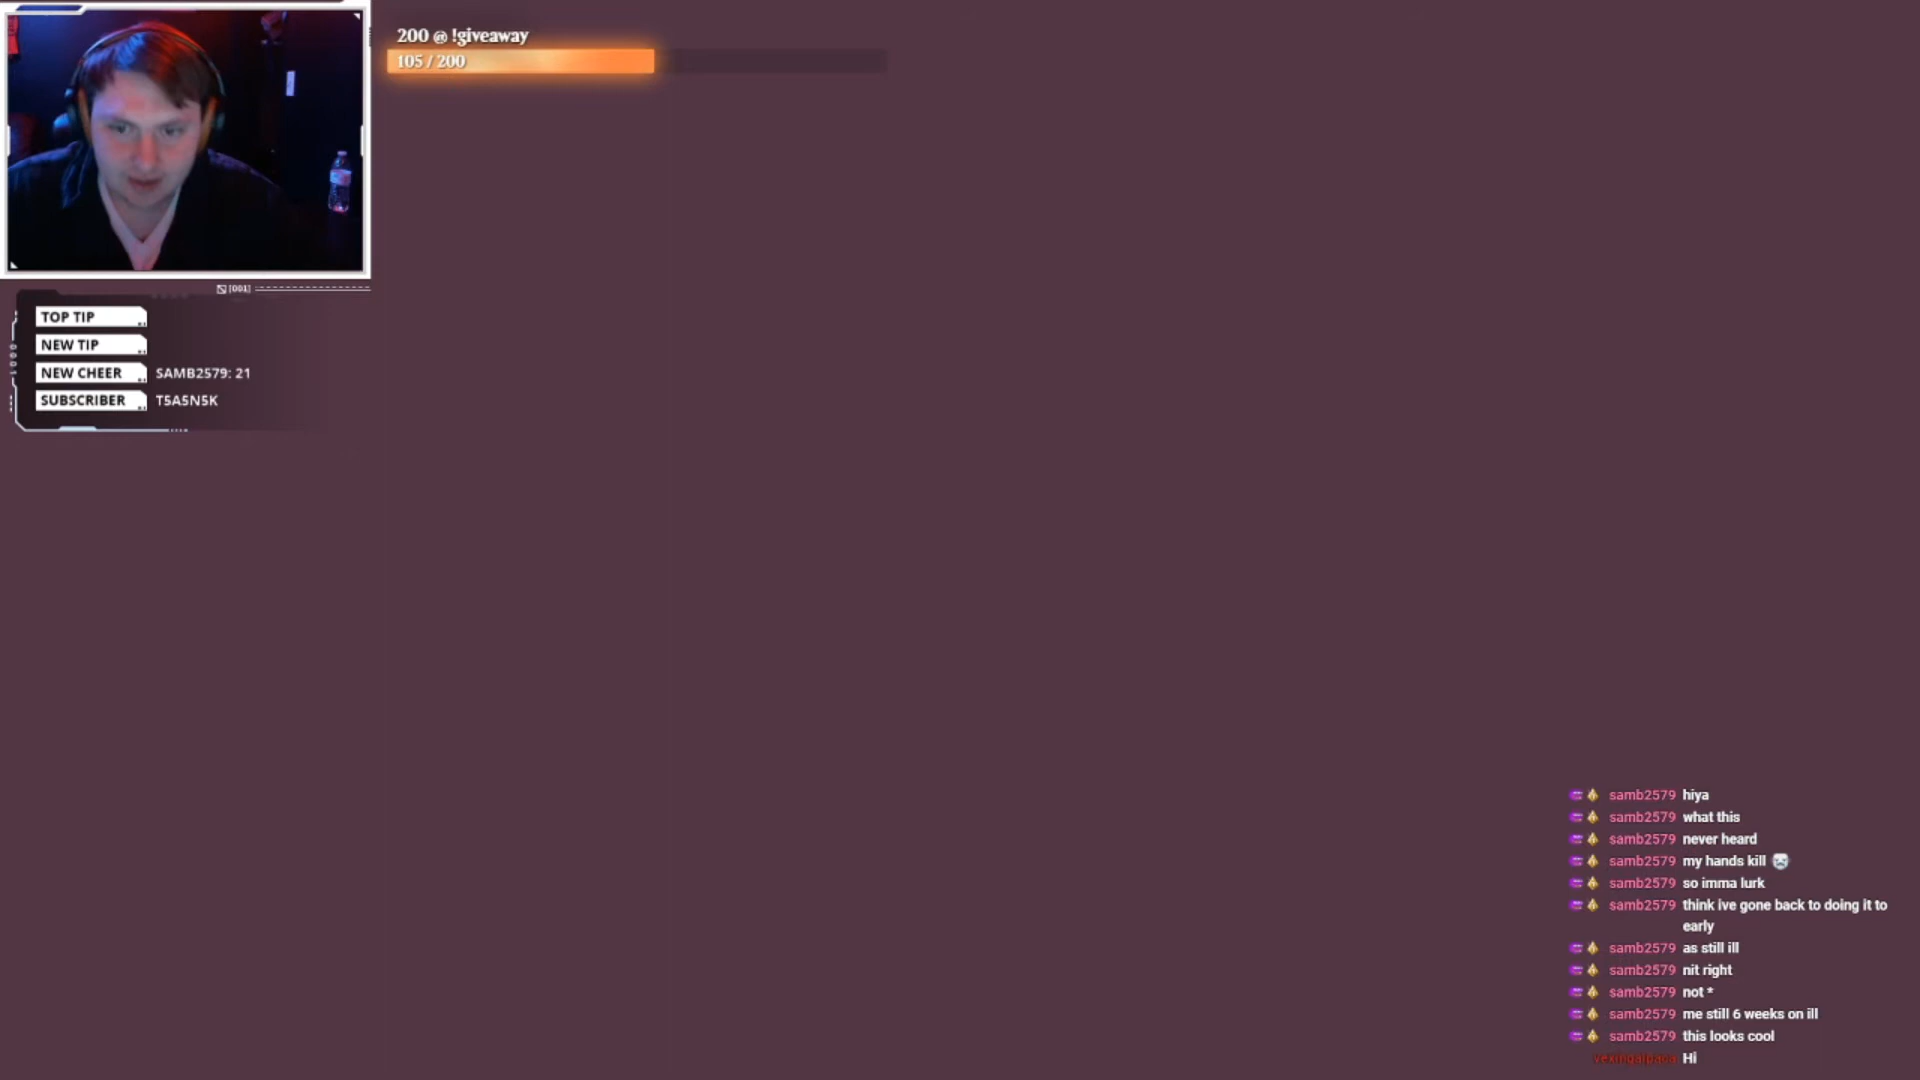 200 @ !giveaway
105 / 200
[001]
TOP TIP
NEW TIP
NEW CHEER SAMB2579: 21
SUBSCRIBER T5A5N5K
samb2579 hiya
samb2579 what this
samb2579 never heard
samb2579 my hands kill
samb2579 so imma lurk
samb2579 think ive gone back to doing it to
early
samb2579 as still ill
samb2579 nit right
samb2579 not *
samb2579 me still 6 weeks on ill
samb2579 this looks cool
vexingalpaca Hi